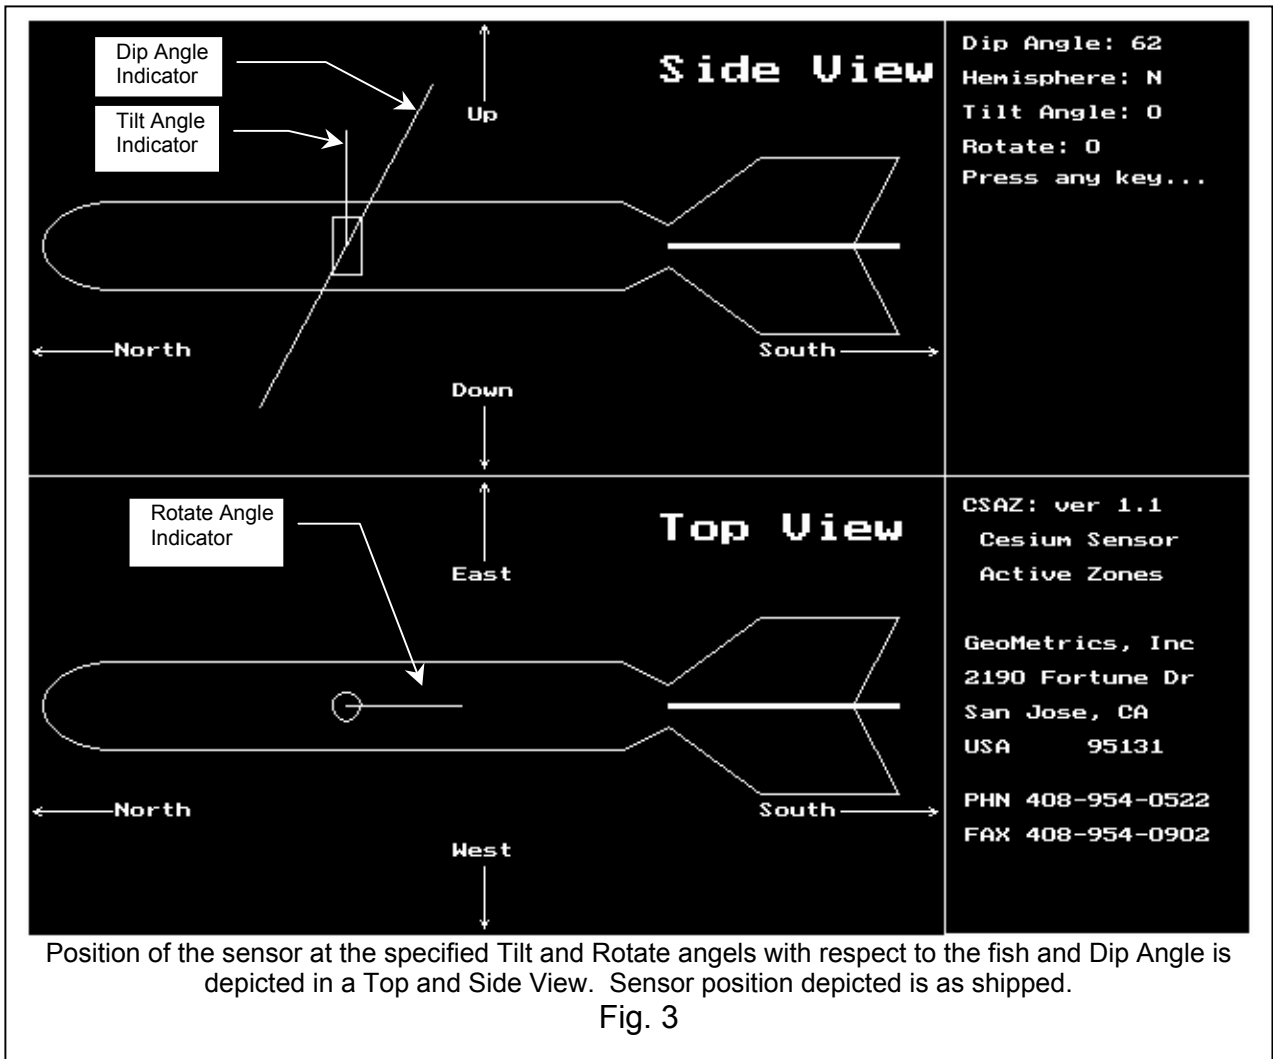 Dip Angle
Indicator
Tilt Angle
Indicator
Up
Side View
North
South
Down
Dip Angle: 62
Hemisphere: N
Tilt Angle: 0
Rotate: 0
Press any key...
Rotate Angle
Indicator
East
Top View
North
South
West
CSAZ: ver 1.1
Cesium Sensor
Active Zones
GeoMetrics, Inc
2190 Fortune Dr
San Jose, CA
USA 95131
PHN 408-954-0522
FAX 408-954-0902
Position of the sensor at the specified Tilt and Rotate angels with respect to the fish and Dip Angle is
depicted in a Top and Side View. Sensor position depicted is as shipped.
Fig. 3